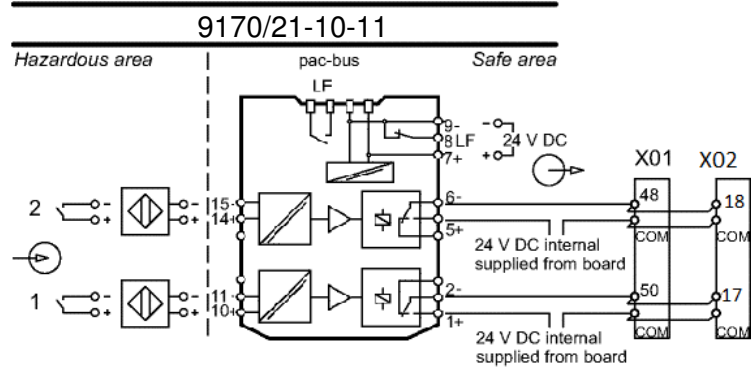 9170/21-10-11
Hazardous area
pac-bus
Safe area
LF
9-
8 LF
7+
-
+
24 V DC
X01
X02
2
-
+
-
+
15-
14+
6-
5+
48
COM
18
COM
24 V DC internal
supplied from board
1
-
+
-
+
11-
10+
2-
1+
50
COM
17
COM
24 V DC internal
supplied from board